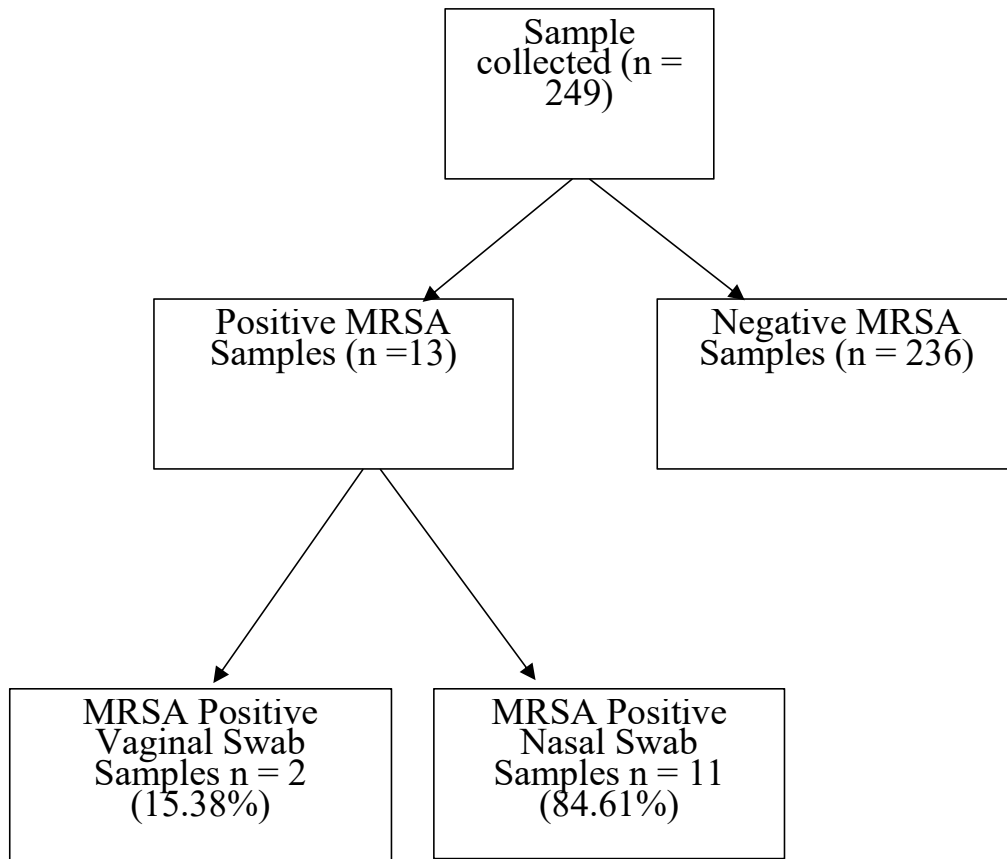 Sample
collected (n =
249)
Positive MRSA
Samples (n =13)
Negative MRSA
Samples (n = 236)
MRSA Positive
Vaginal Swab
Samples n = 2
(15.38%)
MRSA Positive
Nasal Swab
Samples n = 11
(84.61%)